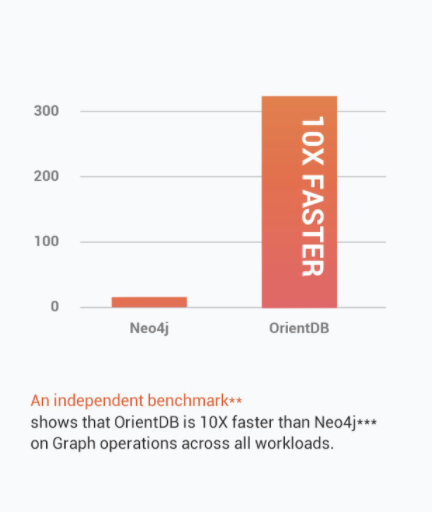 300
200
100
0
10X FASTER
Neo4j
OrientDB
An independent benchmark**
shows that OrientDB is 10X faster than Neo4j***
on Graph operations across all workloads.